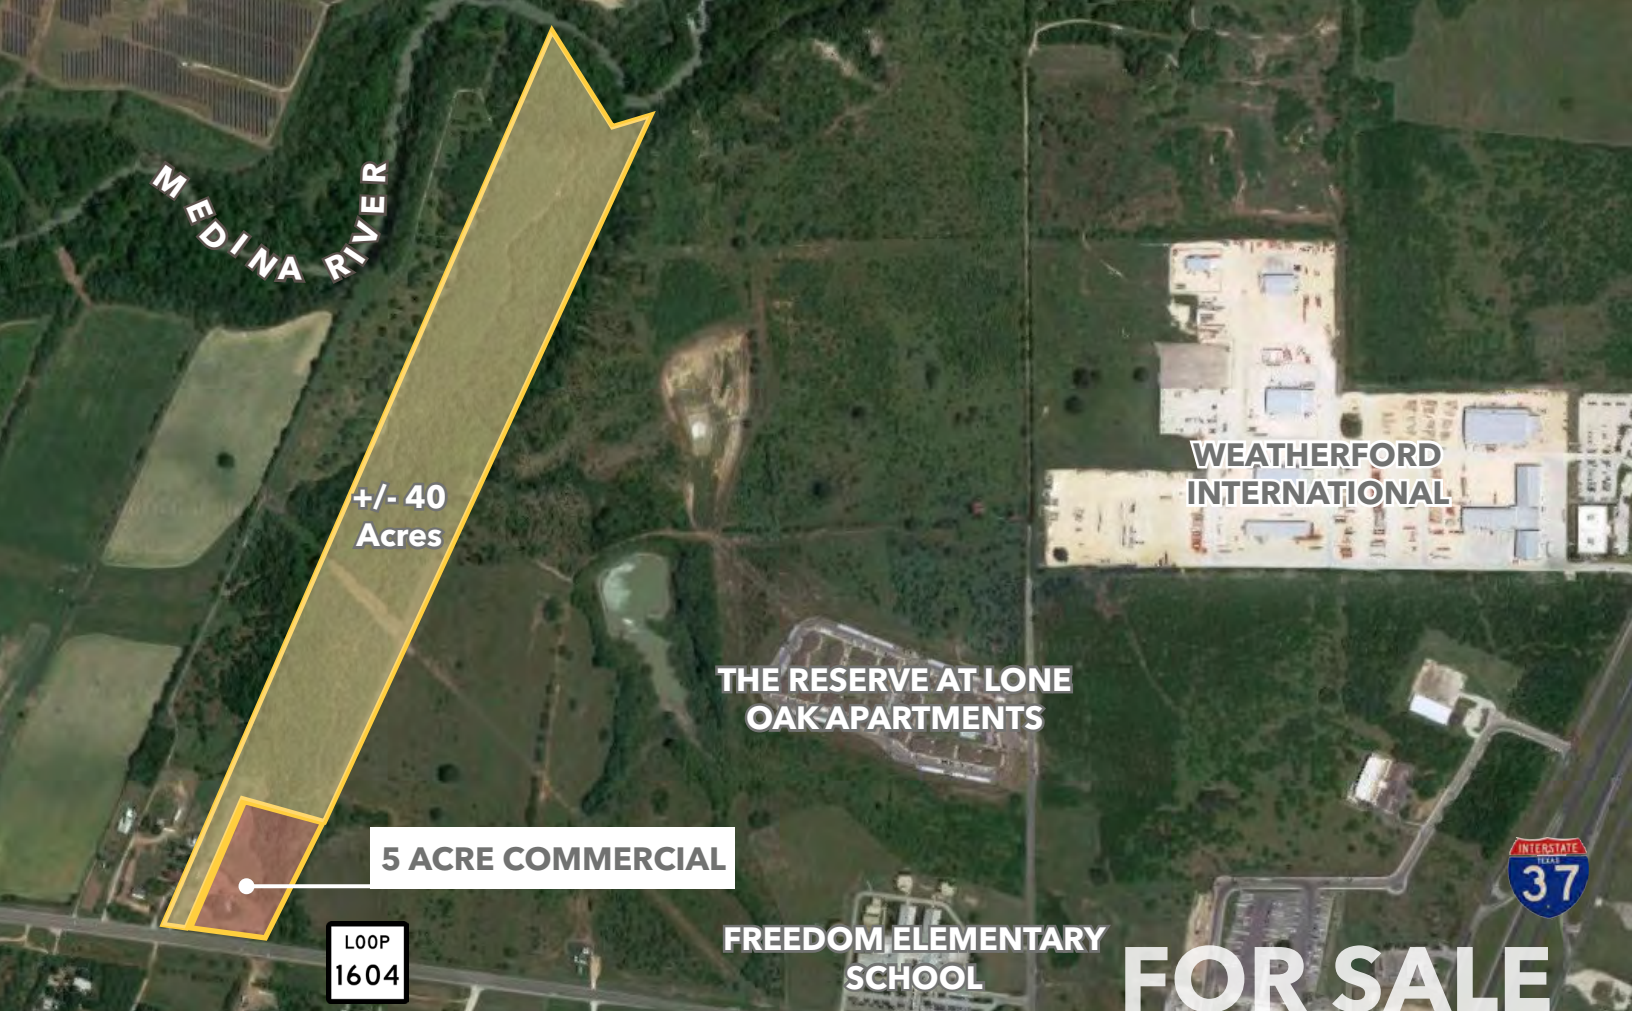 MEDINA RIVER
+/- 40
Acres
WEATHERFORD
INTERNATIONAL
THE RESERVE AT LONE
OAK APARTMENTS
5 ACRE COMMERCIAL
INTERSTATE
TEXAS
37
LOOP
1604
FREEDOM ELEMENTARY
SCHOOL
FOR SALE